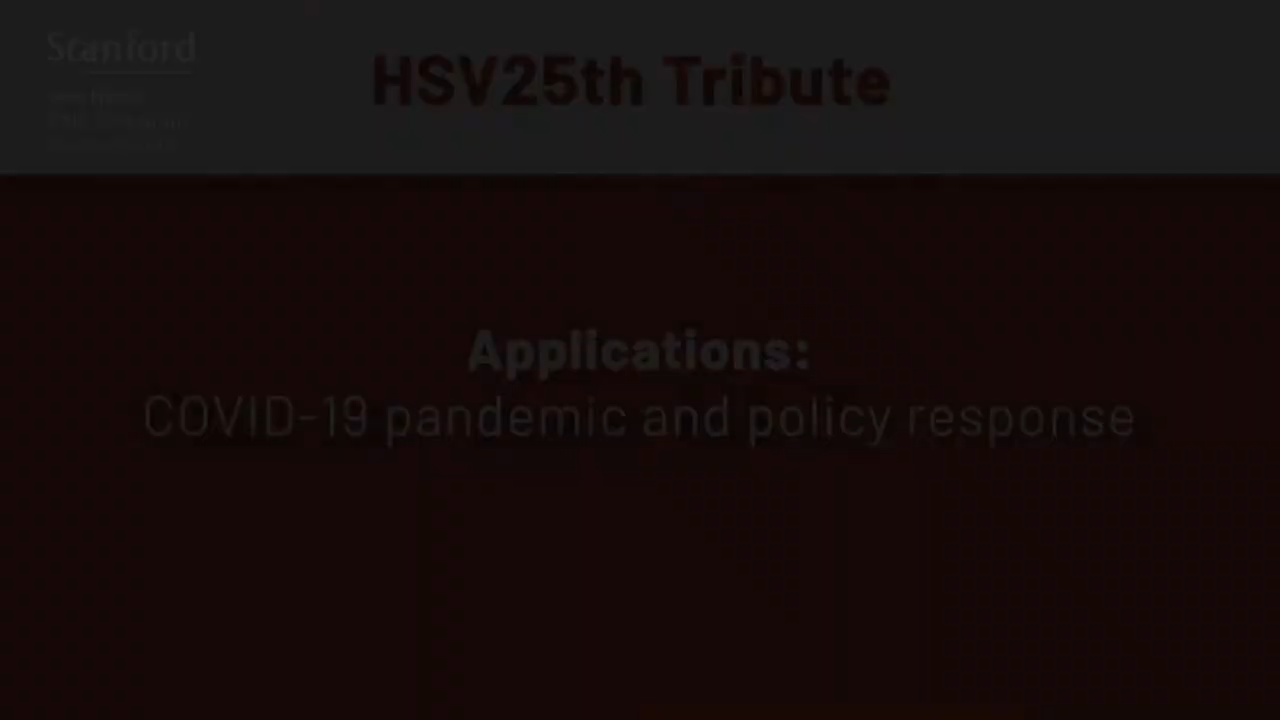 Stanford
HSV25th Tribute
Applications:
COVID-19 pandemic and policy response